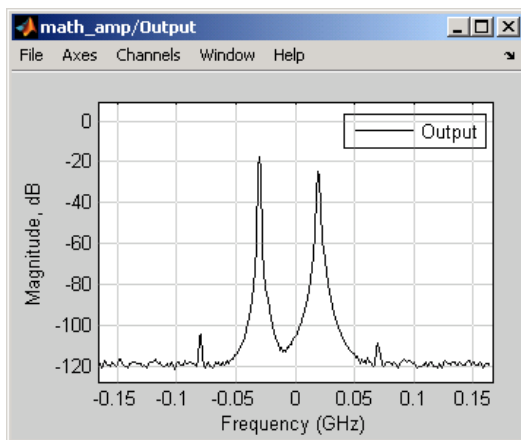 math_amp/Output
File Axes Channels Window Help
Output
Magnitude, dB
0
-20
-40
-60
-80
-100
-120
-0.15 -0.1 -0.05 0 0.05 0.1 0.15
Frequency (GHz)